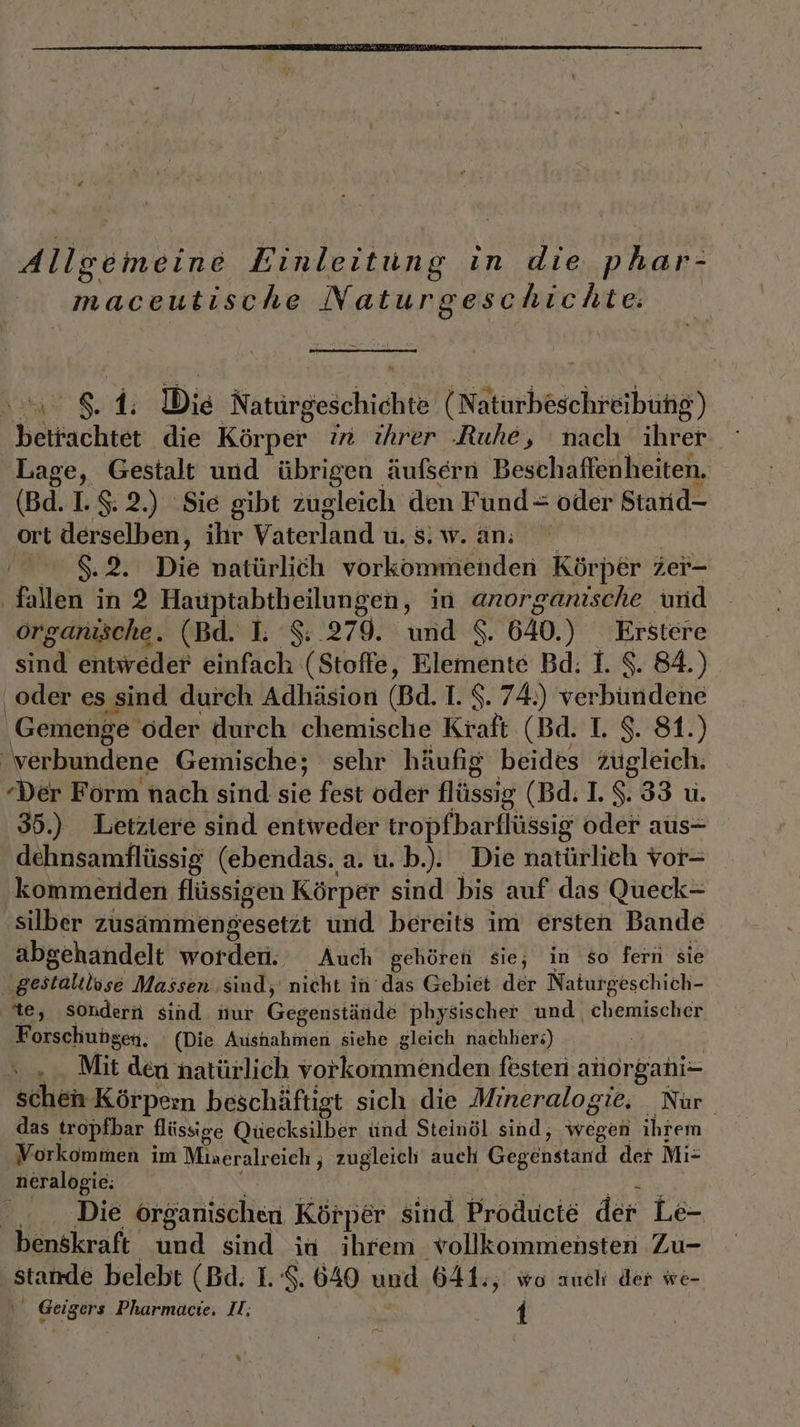 Allgemeine Einleitung in die phar-
maceutische Naturgeschichte.
§. 1. Die Naturgeschichte (Naturbeschreibung)
betrachtet die Körper in ihrer Ruhe, nach ihrer
Lage, Gestalt und übrigen äufsern Beschaffenheiten.
(Bd. I. §. 2.) Sie gibt zugleich den Fund- oder Stand-
ort derselben, ihr Vaterland u. s. w. an.
§. 2. Die natürlich vorkommenden Körper zer-
fallen in 2 Hauptabtheilungen, in anorganische und
organische. (Bd. I. §. 279. und §. 640.) Erstere
sind entweder einfach (Stoffe, Elemente Bd. I. §. 84.)
oder es sind durch Adhäsion (Bd. I. §. 74.) verbundene
Gemenge oder durch chemische Kraft (Bd. I. §. 81.)
verbundene Gemische; sehr häufig beides zugleich.
Der Form nach sind sie fest oder flüssig (Bd. I. §. 33 u.
35.) Letztere sind entweder tropfbarflüssig oder aus-
dehnsamflüssig (ebendas. a. u. b.). Die natürlich vor-
kommenden flüssigen Körper sind bis auf das Queck-
silber zusammengesetzt und bereits im ersten Bande
abgehandelt worden. Auch gehören sie, in so fern sie
gestaltlose Massen sind, nicht in das Gebiet der Naturgeschich-
te, sondern sind nur Gegenstände physischer und chemischer
Forschungen. (Die Ausnahmen siehe gleich nachher.)
Mit den natürlich vorkommenden festen anorgani-
schen Körpern beschäftigt sich die Mineralogie. Nur
das tropfbar flüssige Quecksilber und Steinöl sind, wegen ihrem
Vorkommen im Mineralreich, zugleich auch Gegenstand der Mi-
neralogie.
Die organischen Körper sind Producte der Le-
benskraft und sind in ihrem vollkommensten Zu-
stande belebt (Bd. I. §. 640 und 641., wo auch der we-
Geigers Pharmacie. II. 1